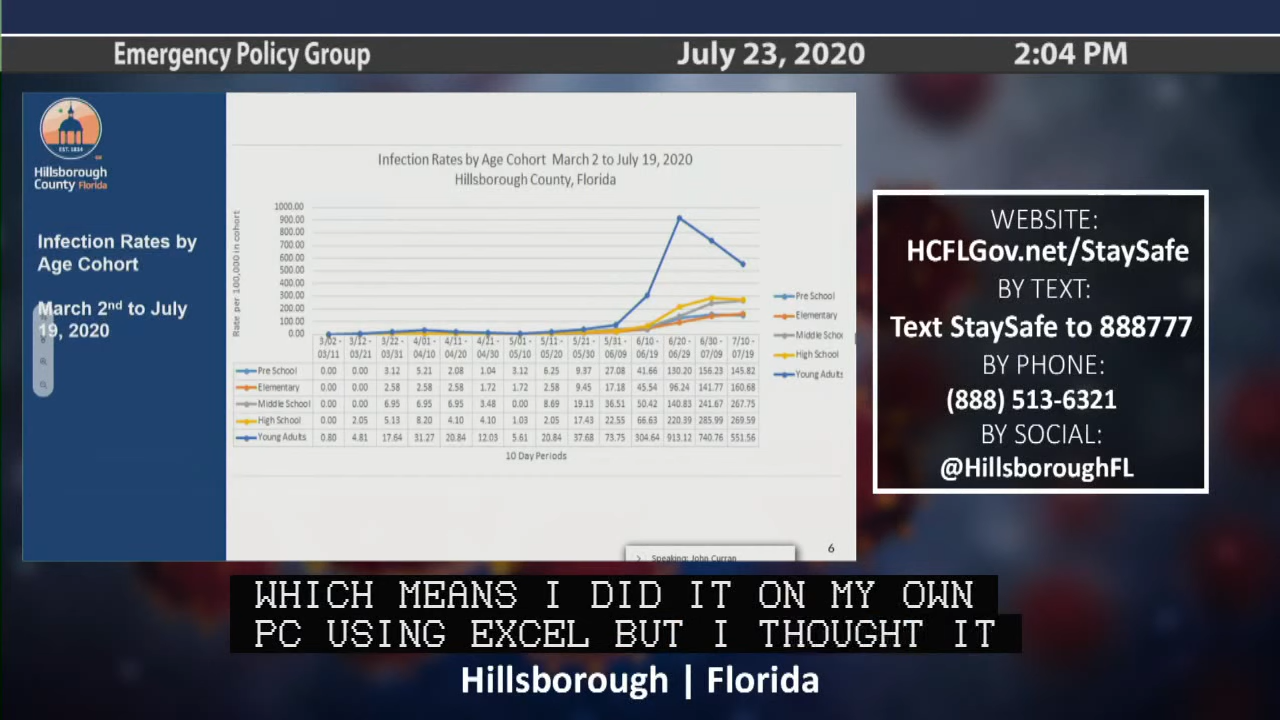 Emergency Policy Group
July 23, 2020
2:04 PM
EST. 1834
Hillsborough
County Florida
Infection Rates by
Age Cohort
March 2nd to July
19, 2020
Infection Rates by Age Cohort March 2 to July 19, 2020
Hillsborough County, Florida
Rate per 100,000 in cohort
1000.00
900.00
800.00
700.00
600.00
500.00
400.00
300.00
200.00
100.00
0.00
3/02 - 3/12 - 3/22 - 4/01 - 4/11 - 4/21 - 5/01 - 5/11 - 5/21 - 5/31 - 6/10 - 6/20 - 6/30 - 7/10 -
03/11 03/21 03/31 04/10 04/20 04/30 05/10 05/20 05/30 06/09 06/19 06/29 07/09 07/19
Pre School 0.00 0.00 3.12 5.21 2.08 1.04 3.12 6.25 9.37 27.08 41.66 130.20 156.23 145.82
Elementary 0.00 0.00 2.58 2.58 2.58 1.72 1.72 2.58 9.45 17.18 45.54 96.24 141.77 160.68
Middle School 0.00 0.00 6.95 6.95 6.95 3.48 0.00 8.69 19.13 36.51 50.42 140.83 241.67 267.75
High School 0.00 2.05 5.13 8.20 4.10 4.10 1.03 2.05 17.43 22.55 66.63 220.39 285.99 269.59
Young Adults 0.80 4.81 17.64 31.27 20.84 12.03 5.61 20.84 37.68 73.75 304.64 913.12 740.76 551.56
10 Day Periods
Pre School
Elementary
Middle Schoo
High School
Young Adults
6
Speaking: John Curran
WEBSITE:
HCFLGov.net/StaySafe
BY TEXT:
Text StaySafe to 888777
BY PHONE:
(888) 513-6321
BY SOCIAL:
@HillsboroughFL
WHICH MEANS I DID IT ON MY OWN
PC USING EXCEL BUT I THOUGHT IT
Hillsborough | Florida